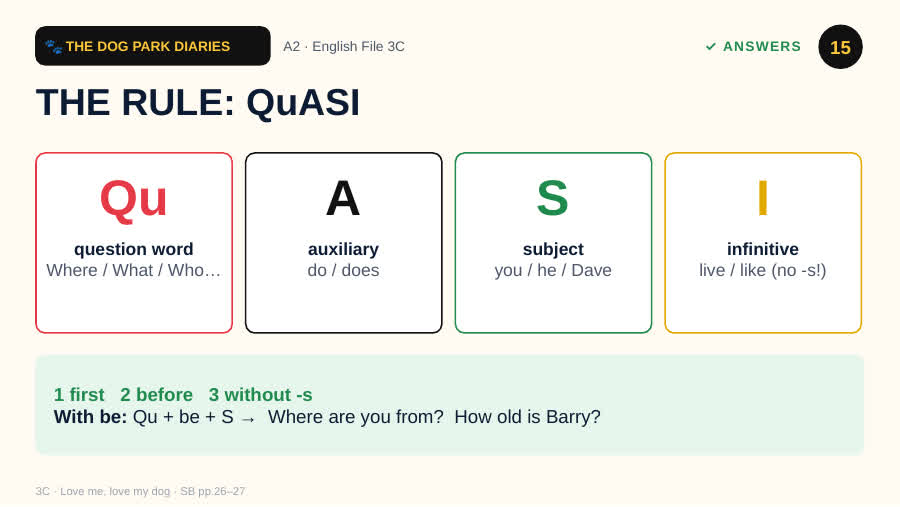 THE DOG PARK DIARIES
A2 · English File 3C
✓ ANSWERS
15
THE RULE: QuASI
Qu
question word
Where / What / Who…
A
auxiliary
do / does
S
subject
you / he / Dave
I
infinitive
live / like (no -s!)
1 first 2 before 3 without -s
With be: Qu + be + S → Where are you from? How old is Barry?
3C · Love me, love my dog · SB pp.26–27